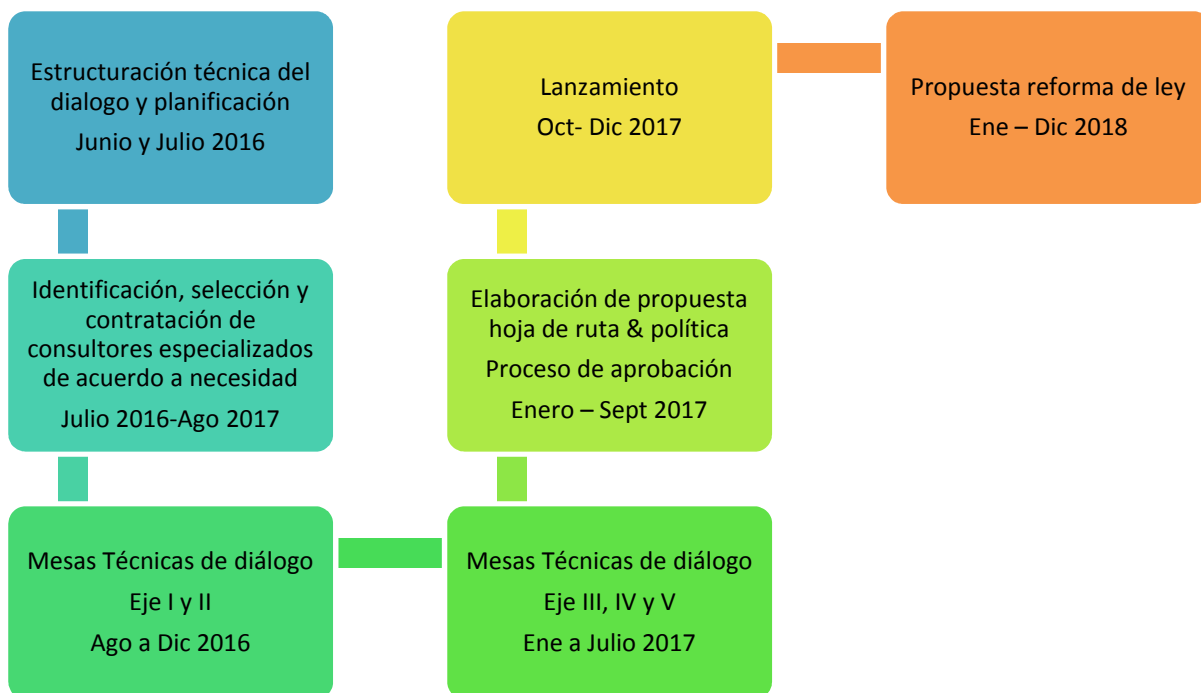 Estructuración técnica del
dialogo y planificación
Junio y Julio 2016
Identificación, selección y
contratación de
consultores especializados
de acuerdo a necesidad
Julio 2016-Ago 2017
Mesas Técnicas de diálogo
Eje I y II
Ago a Dic 2016
Mesas Técnicas de diálogo
Eje III, IV y V
Ene a Julio 2017
Elaboración de propuesta
hoja de ruta & política
Proceso de aprobación
Enero – Sept 2017
Lanzamiento
Oct- Dic 2017
Propuesta reforma de ley
Ene – Dic 2018